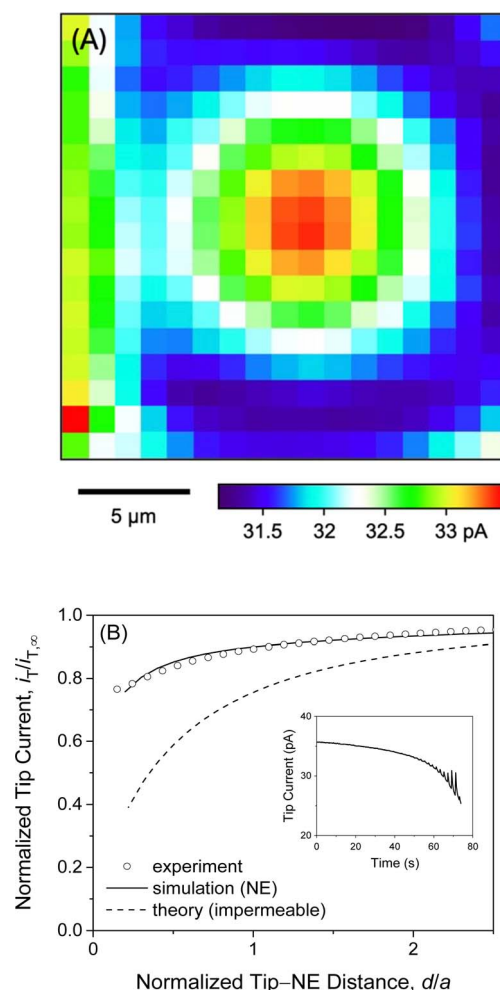 (A)
5 μm
31.5 32 32.5 33 pA
(B)
Normalized Tip Current, iT/iT,∞
1.0
0.8
0.6
0.4
0.2
0.0
Tip Current (pA)
40
30
20
0 20 40 60 80
Time (s)
experiment
simulation (NE)
theory (impermeable)
0 1 2
Normalized Tip–NE Distance, d/a